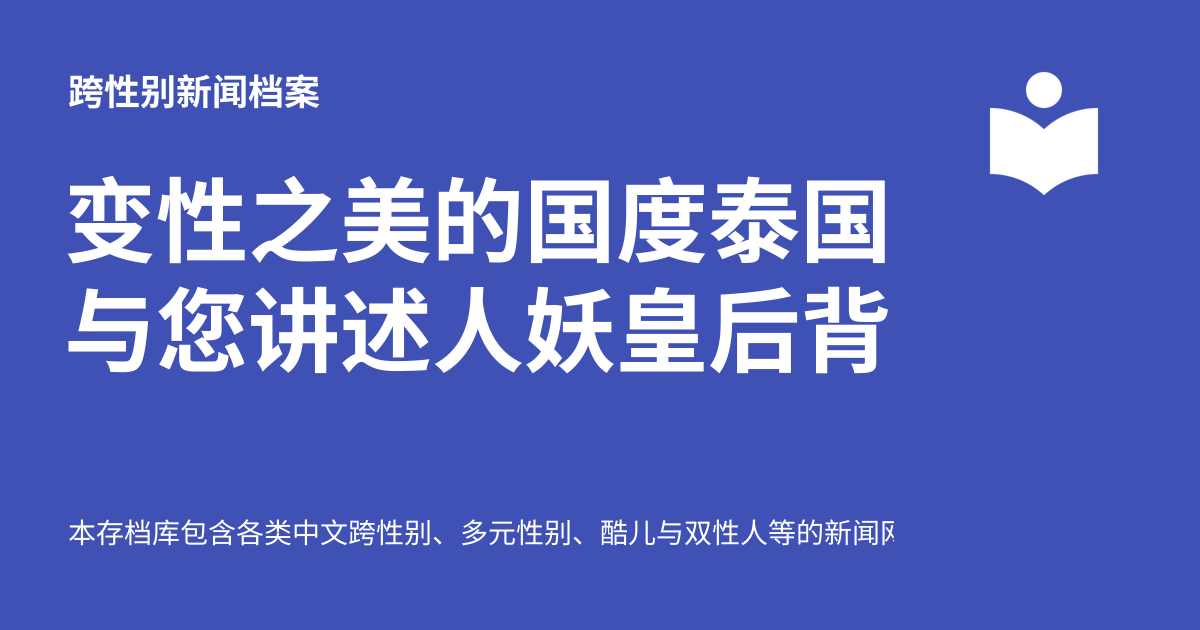 跨性别新闻档案
变性之美的国度泰国
与您讲述人妖皇后背
本存档库包含各类中文跨性别、多元性别、酷儿与双性人等的新闻网